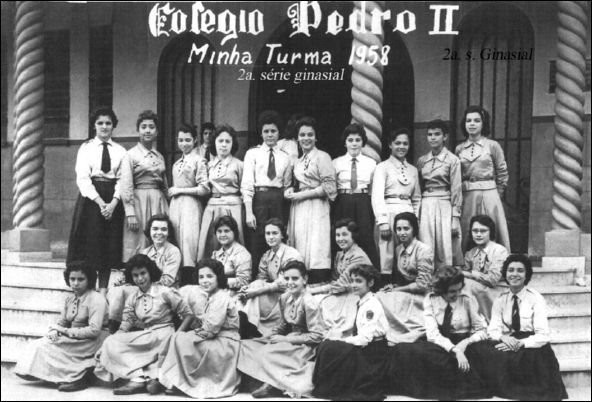 Colegio Pedro II
Minha Turma 1958
2a. s. Ginasial
2a. série ginasial